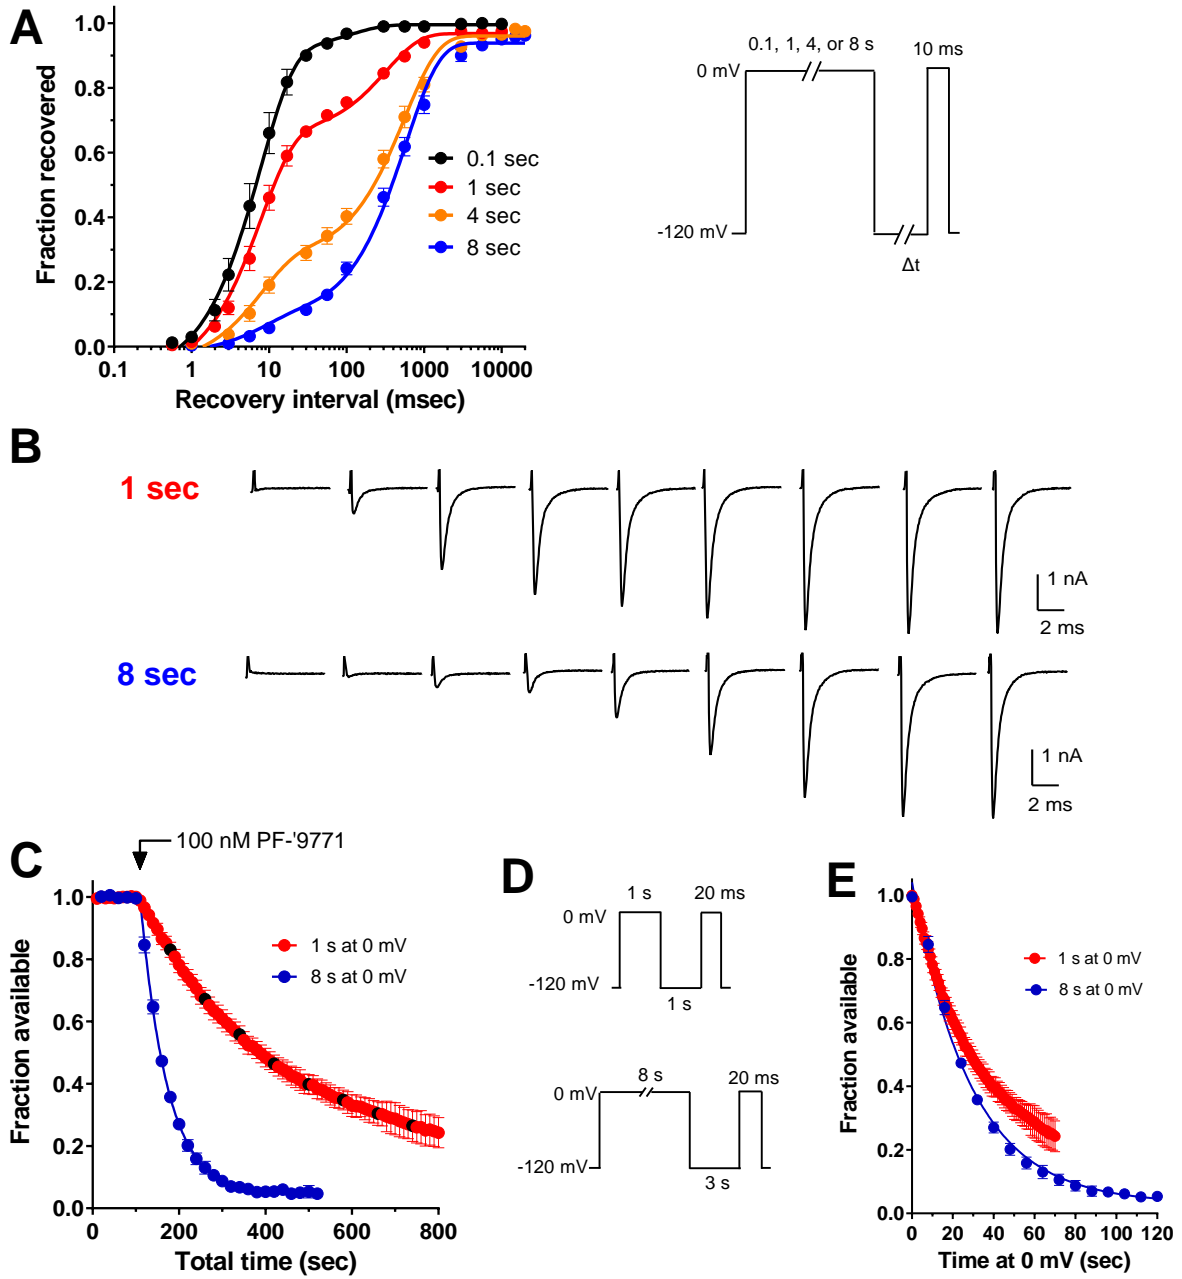 A
1.0
0.8
0.6
0.4
0.2
0.0
Fraction recovered
0.1
1
10
100
1000
10000
Recovery interval (msec)
0.1 sec
1 sec
4 sec
8 sec
0.1, 1, 4, or 8 s
10 ms
0 mV
-120 mV
Δt
B
1 sec
1 nA
2 ms
8 sec
1 nA
2 ms
C
100 nM PF-'9771
1.0
0.8
0.6
0.4
0.2
0.0
Fraction available
0
200
400
600
800
Total time (sec)
1 s at 0 mV
8 s at 0 mV
D
1 s
20 ms
0 mV
-120 mV
1 s
8 s
20 ms
0 mV
-120 mV
3 s
E
1.0
0.8
0.6
0.4
0.2
0.0
Fraction available
0
20
40
60
80
100
120
Time at 0 mV (sec)
1 s at 0 mV
8 s at 0 mV